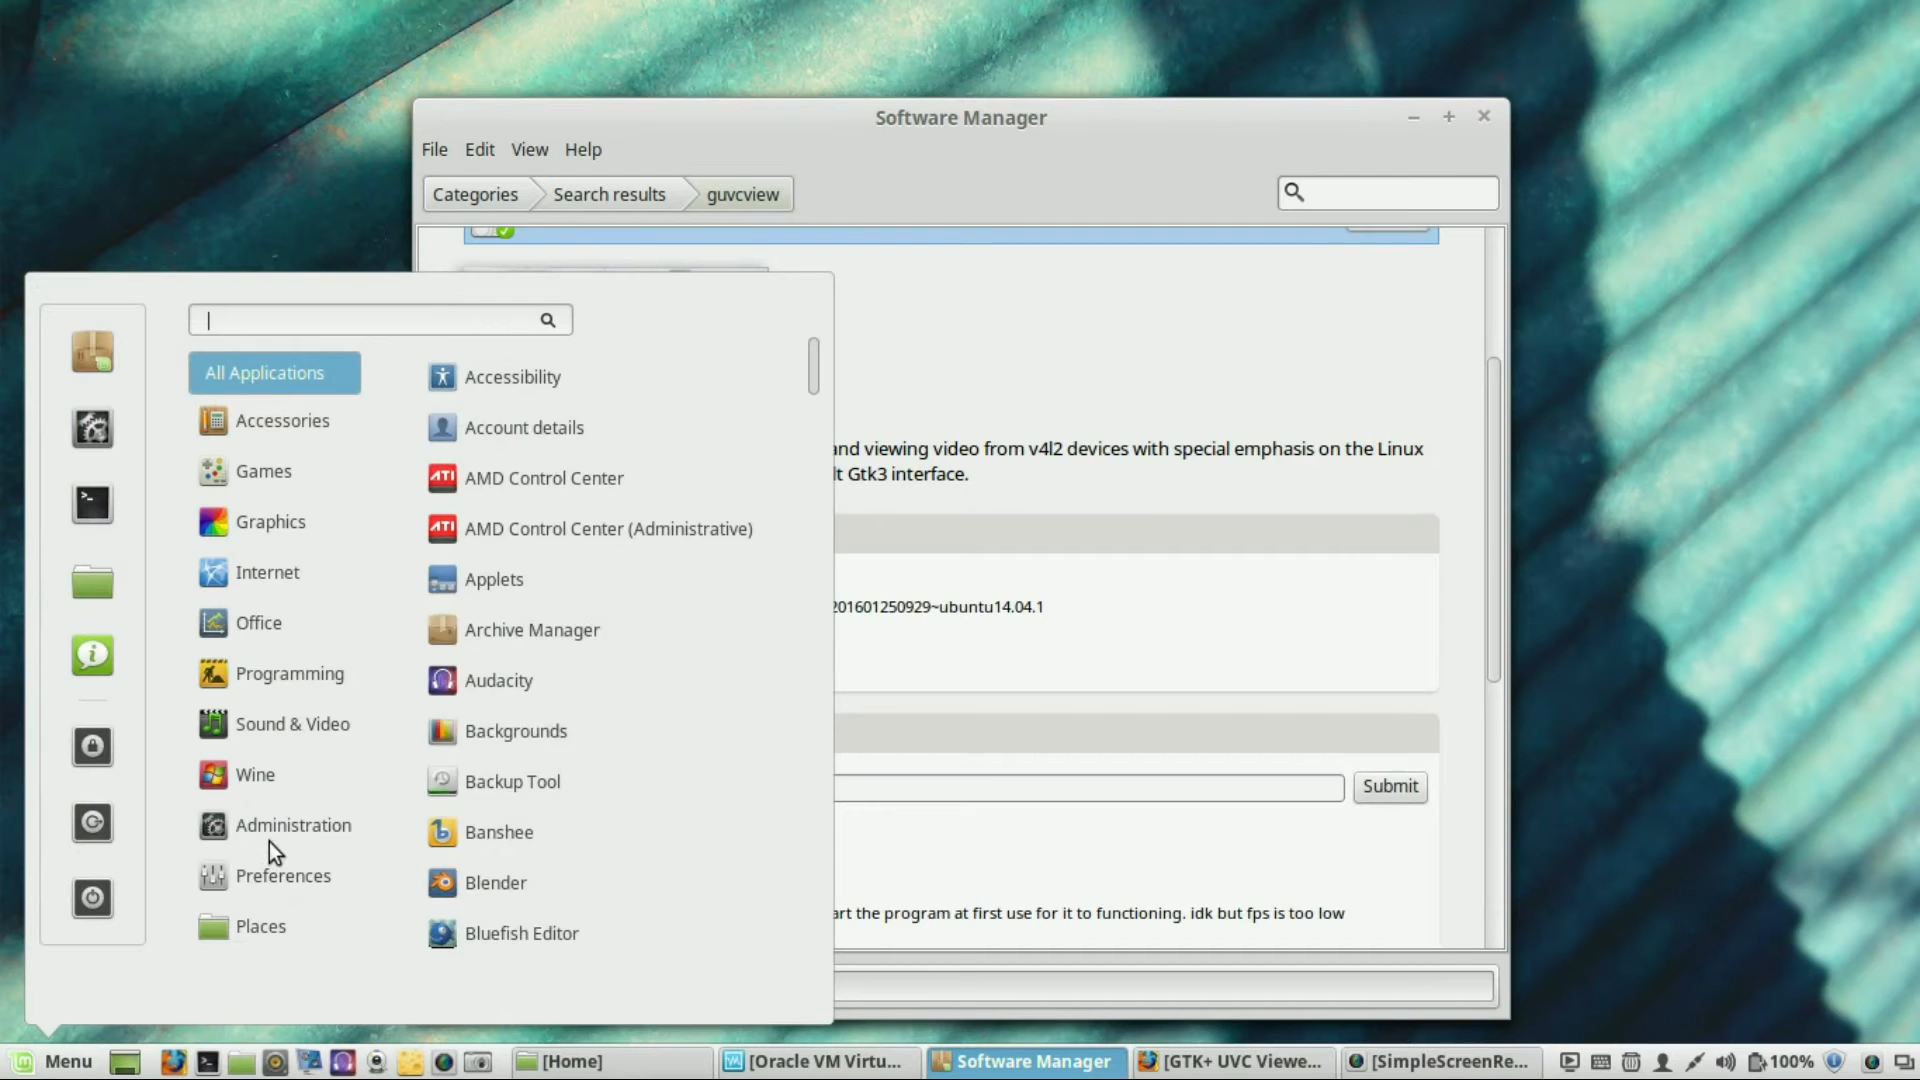 Software Manager
File Edit View Help
Categories Search results guvcview
All Applications
Accessories
Games
Graphics
Internet
Office
Programming
Sound & Video
Wine
Administration
Preferences
Places
Accessibility
Account details
AMD Control Center
AMD Control Center (Administrative)
Applets
Archive Manager
Audacity
Backgrounds
Backup Tool
Banshee
Blender
Bluefish Editor
and viewing video from v4l2 devices with special emphasis on the Linux
lt Gtk3 interface.
201601250929~ubuntu14.04.1
Submit
art the program at first use for it to functioning. idk but fps is too low
Menu [Home] [Oracle VM Virtu... Software Manager [GTK+ UVC Viewe... [SimpleScreenRe... 100%